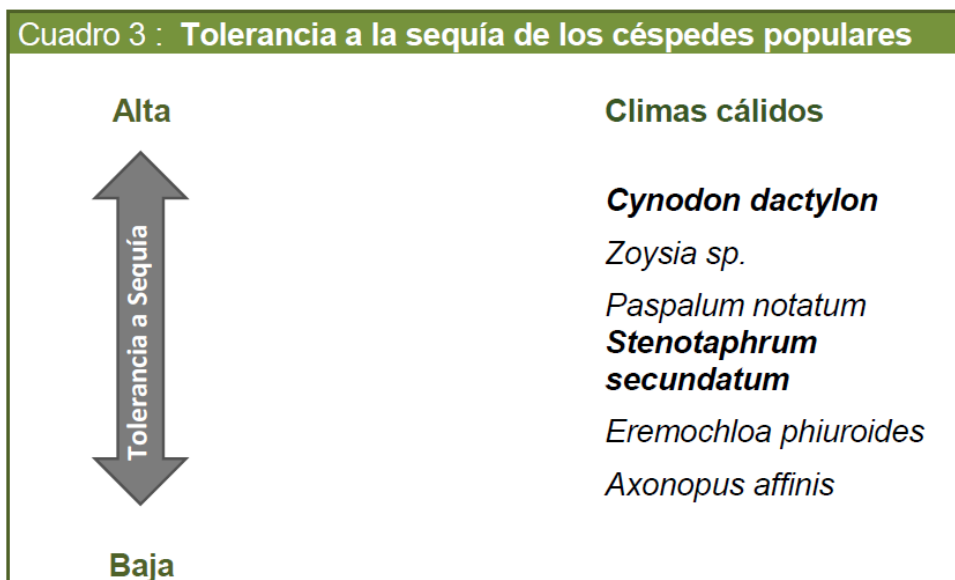 Cuadro 3 : Tolerancia a la sequía de los céspedes populares
Alta
Climas cálidos
Tolerancia a Sequía
Cynodon dactylon
Zoysia sp.
Paspalum notatum
Stenotaphrum
secundatum
Eremochloa phiuroides
Axonopus affinis
Baja